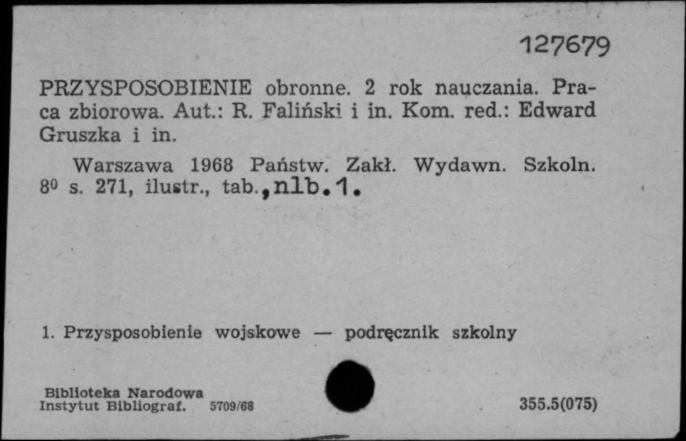 127679
PRZYSPOSOBIENIE obronne. 2 rok nauczania. Pra-
ca zbiorowa. Aut.: R. Faliński i in. Kom. red.: Edward
Gruszka i in.
Warszawa 1968 Państw. Zakł. Wydawn. Szkoln.
8⁰ s. 271, ilustr., tab.,nlb.1.
1. Przysposobienie wojskowe — podręcznik szkolny
Biblioteka Narodowa
Instytut Bibliograf. 5709/68
355.5(075)